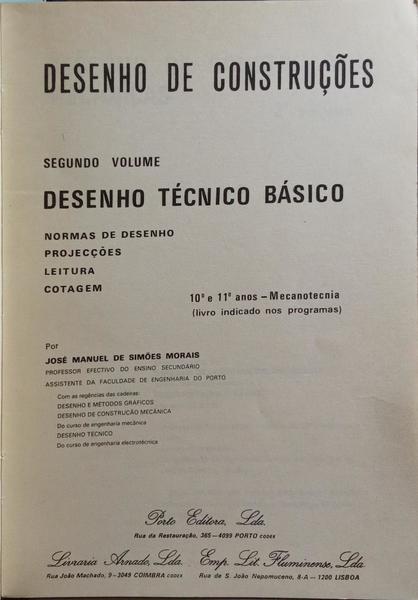 DESENHO DE CONSTRUÇÕES
SEGUNDO VOLUME
DESENHO TÉCNICO BÁSICO
NORMAS DE DESENHO
PROJECÇÕES
LEITURA
COTAGEM
10º e 11º anos – Mecanotecnia
(livro indicado nos programas)
Por
JOSÉ MANUEL DE SIMÕES MORAIS
PROFESSOR EFECTIVO DO ENSINO SECUNDÁRIO
ASSISTENTE DA FACULDADE DE ENGENHARIA DO PORTO
Com as regências das cadeiras:
DESENHO E MÉTODOS GRÁFICOS
DESENHO DE CONSTRUÇÃO MECÂNICA
Do curso de engenharia mecânica
DESENHO TÉCNICO
Do curso de engenharia electrotécnica
Porto Editora, Lda.
Rua da Restauração, 365—4099 PORTO CODEX
Livraria Arnado, Lda. Emp. Lit. Fluminense, Lda
Rua João Machado, 9-3049 COIMBRA CODEX Rua de S. João Nepomuceno, 8-A — 1200 LISBOA